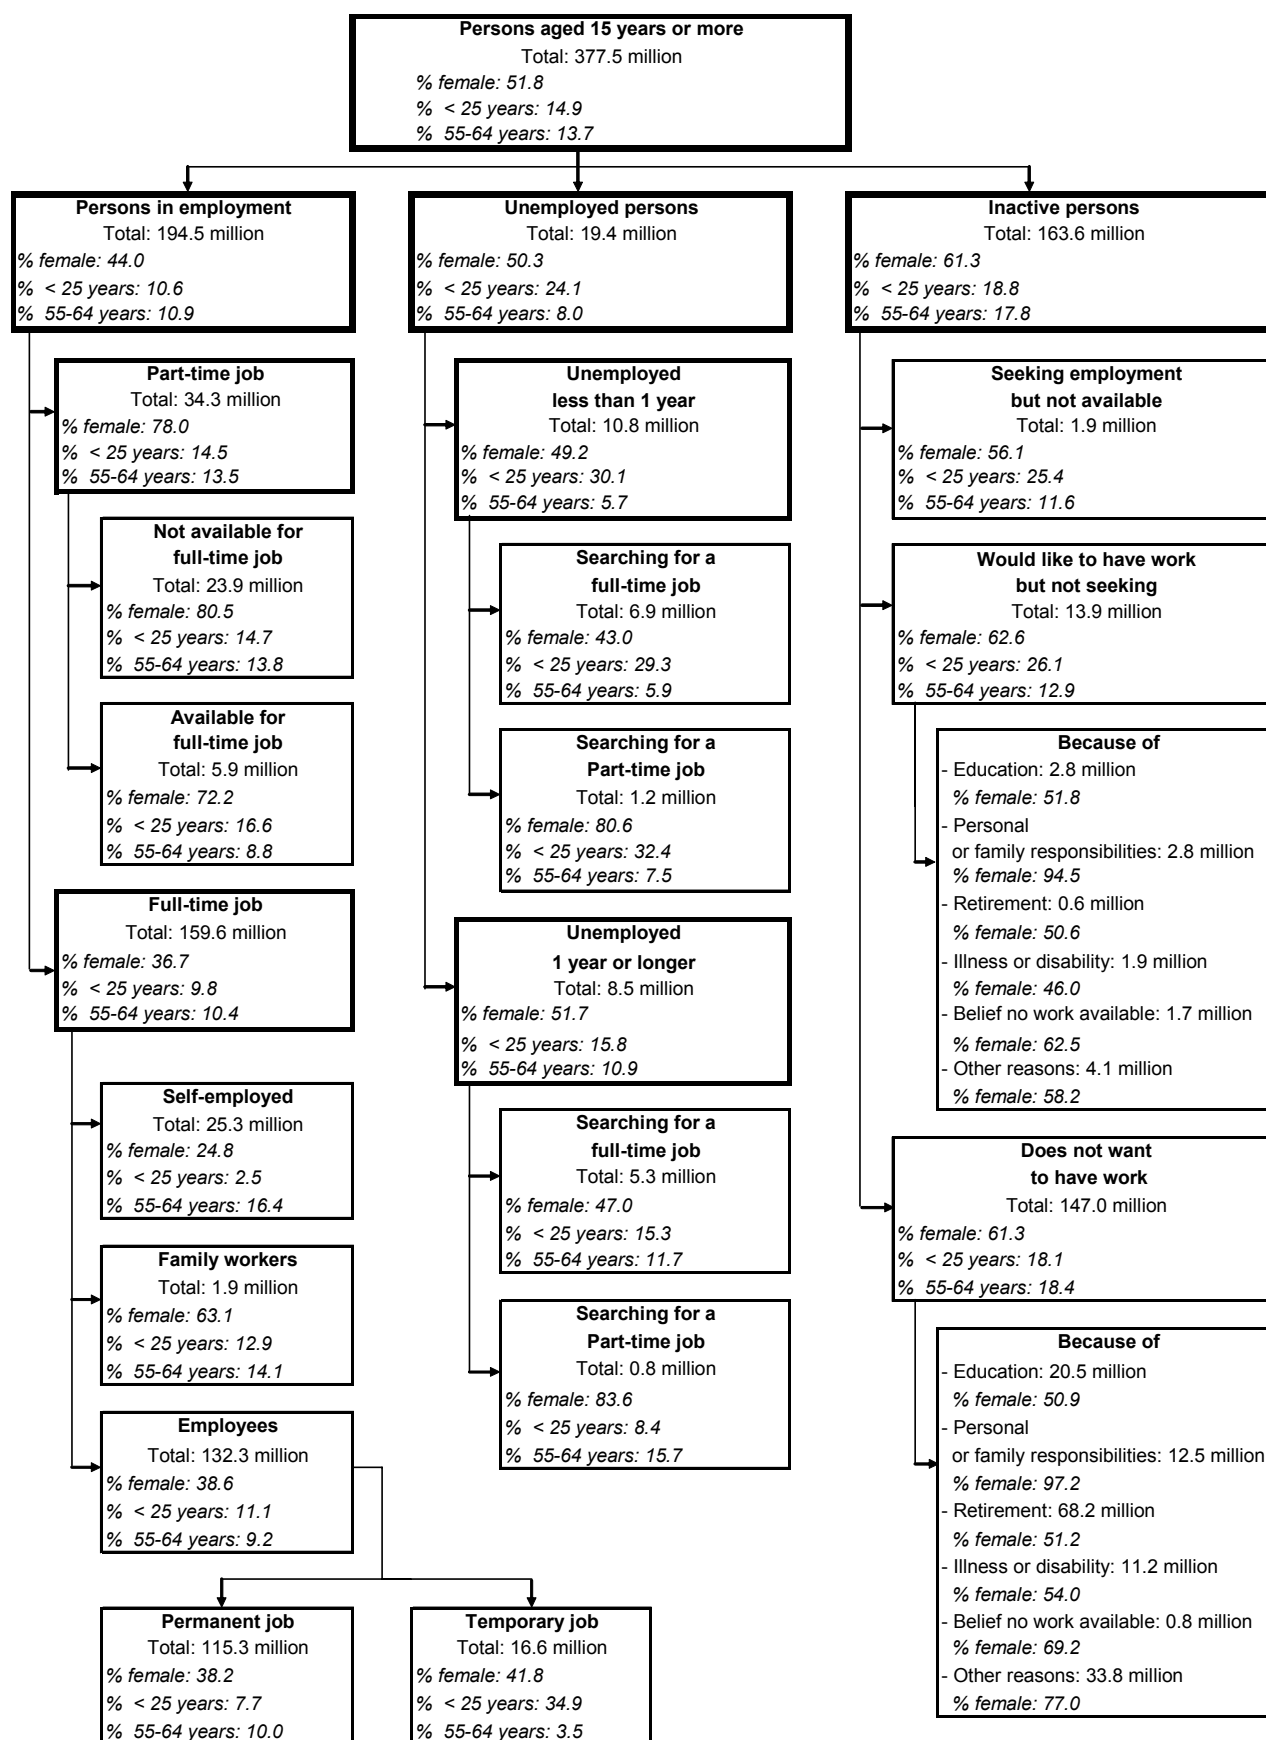 Persons aged 15 years or more
Total: 377.5 million
% female: 51.8
% < 25 years: 14.9
% 55-64 years: 13.7
Persons in employment
Total: 194.5 million
% female: 44.0
% < 25 years: 10.6
% 55-64 years: 10.9
Part-time job
Total: 34.3 million
% female: 78.0
% < 25 years: 14.5
% 55-64 years: 13.5
Not available for
full-time job
Total: 23.9 million
% female: 80.5
% < 25 years: 14.7
% 55-64 years: 13.8
Available for
full-time job
Total: 5.9 million
% female: 72.2
% < 25 years: 16.6
% 55-64 years: 8.8
Full-time job
Total: 159.6 million
% female: 36.7
% < 25 years: 9.8
% 55-64 years: 10.4
Self-employed
Total: 25.3 million
% female: 24.8
% < 25 years: 2.5
% 55-64 years: 16.4
Family workers
Total: 1.9 million
% female: 63.1
% < 25 years: 12.9
% 55-64 years: 14.1
Employees
Total: 132.3 million
% female: 38.6
% < 25 years: 11.1
% 55-64 years: 9.2
Permanent job
Total: 115.3 million
% female: 38.2
% < 25 years: 7.7
% 55-64 years: 10.0
Temporary job
Total: 16.6 million
% female: 41.8
% < 25 years: 34.9
% 55-64 years: 3.5
Unemployed persons
Total: 19.4 million
% female: 50.3
% < 25 years: 24.1
% 55-64 years: 8.0
Unemployed
less than 1 year
Total: 10.8 million
% female: 49.2
% < 25 years: 30.1
% 55-64 years: 5.7
Searching for a
full-time job
Total: 6.9 million
% female: 43.0
% < 25 years: 29.3
% 55-64 years: 5.9
Searching for a
Part-time job
Total: 1.2 million
% female: 80.6
% < 25 years: 32.4
% 55-64 years: 7.5
Unemployed
1 year or longer
Total: 8.5 million
% female: 51.7
% < 25 years: 15.8
% 55-64 years: 10.9
Searching for a
full-time job
Total: 5.3 million
% female: 47.0
% < 25 years: 15.3
% 55-64 years: 11.7
Searching for a
Part-time job
Total: 0.8 million
% female: 83.6
% < 25 years: 8.4
% 55-64 years: 15.7
Inactive persons
Total: 163.6 million
% female: 61.3
% < 25 years: 18.8
% 55-64 years: 17.8
Seeking employment
but not available
Total: 1.9 million
% female: 56.1
% < 25 years: 25.4
% 55-64 years: 11.6
Would like to have work
but not seeking
Total: 13.9 million
% female: 62.6
% < 25 years: 26.1
% 55-64 years: 12.9
Because of
- Education: 2.8 million
% female: 51.8
- Personal
or family responsibilities: 2.8 million
% female: 94.5
- Retirement: 0.6 million
% female: 50.6
- Illness or disability: 1.9 million
% female: 46.0
- Belief no work available: 1.7 million
% female: 62.5
- Other reasons: 4.1 million
% female: 58.2
Does not want
to have work
Total: 147.0 million
% female: 61.3
% < 25 years: 18.1
% 55-64 years: 18.4
Because of
- Education: 20.5 million
% female: 50.9
- Personal
or family responsibilities: 12.5 million
% female: 97.2
- Retirement: 68.2 million
% female: 51.2
- Illness or disability: 11.2 million
% female: 54.0
- Belief no work available: 0.8 million
% female: 69.2
- Other reasons: 33.8 million
% female: 77.0